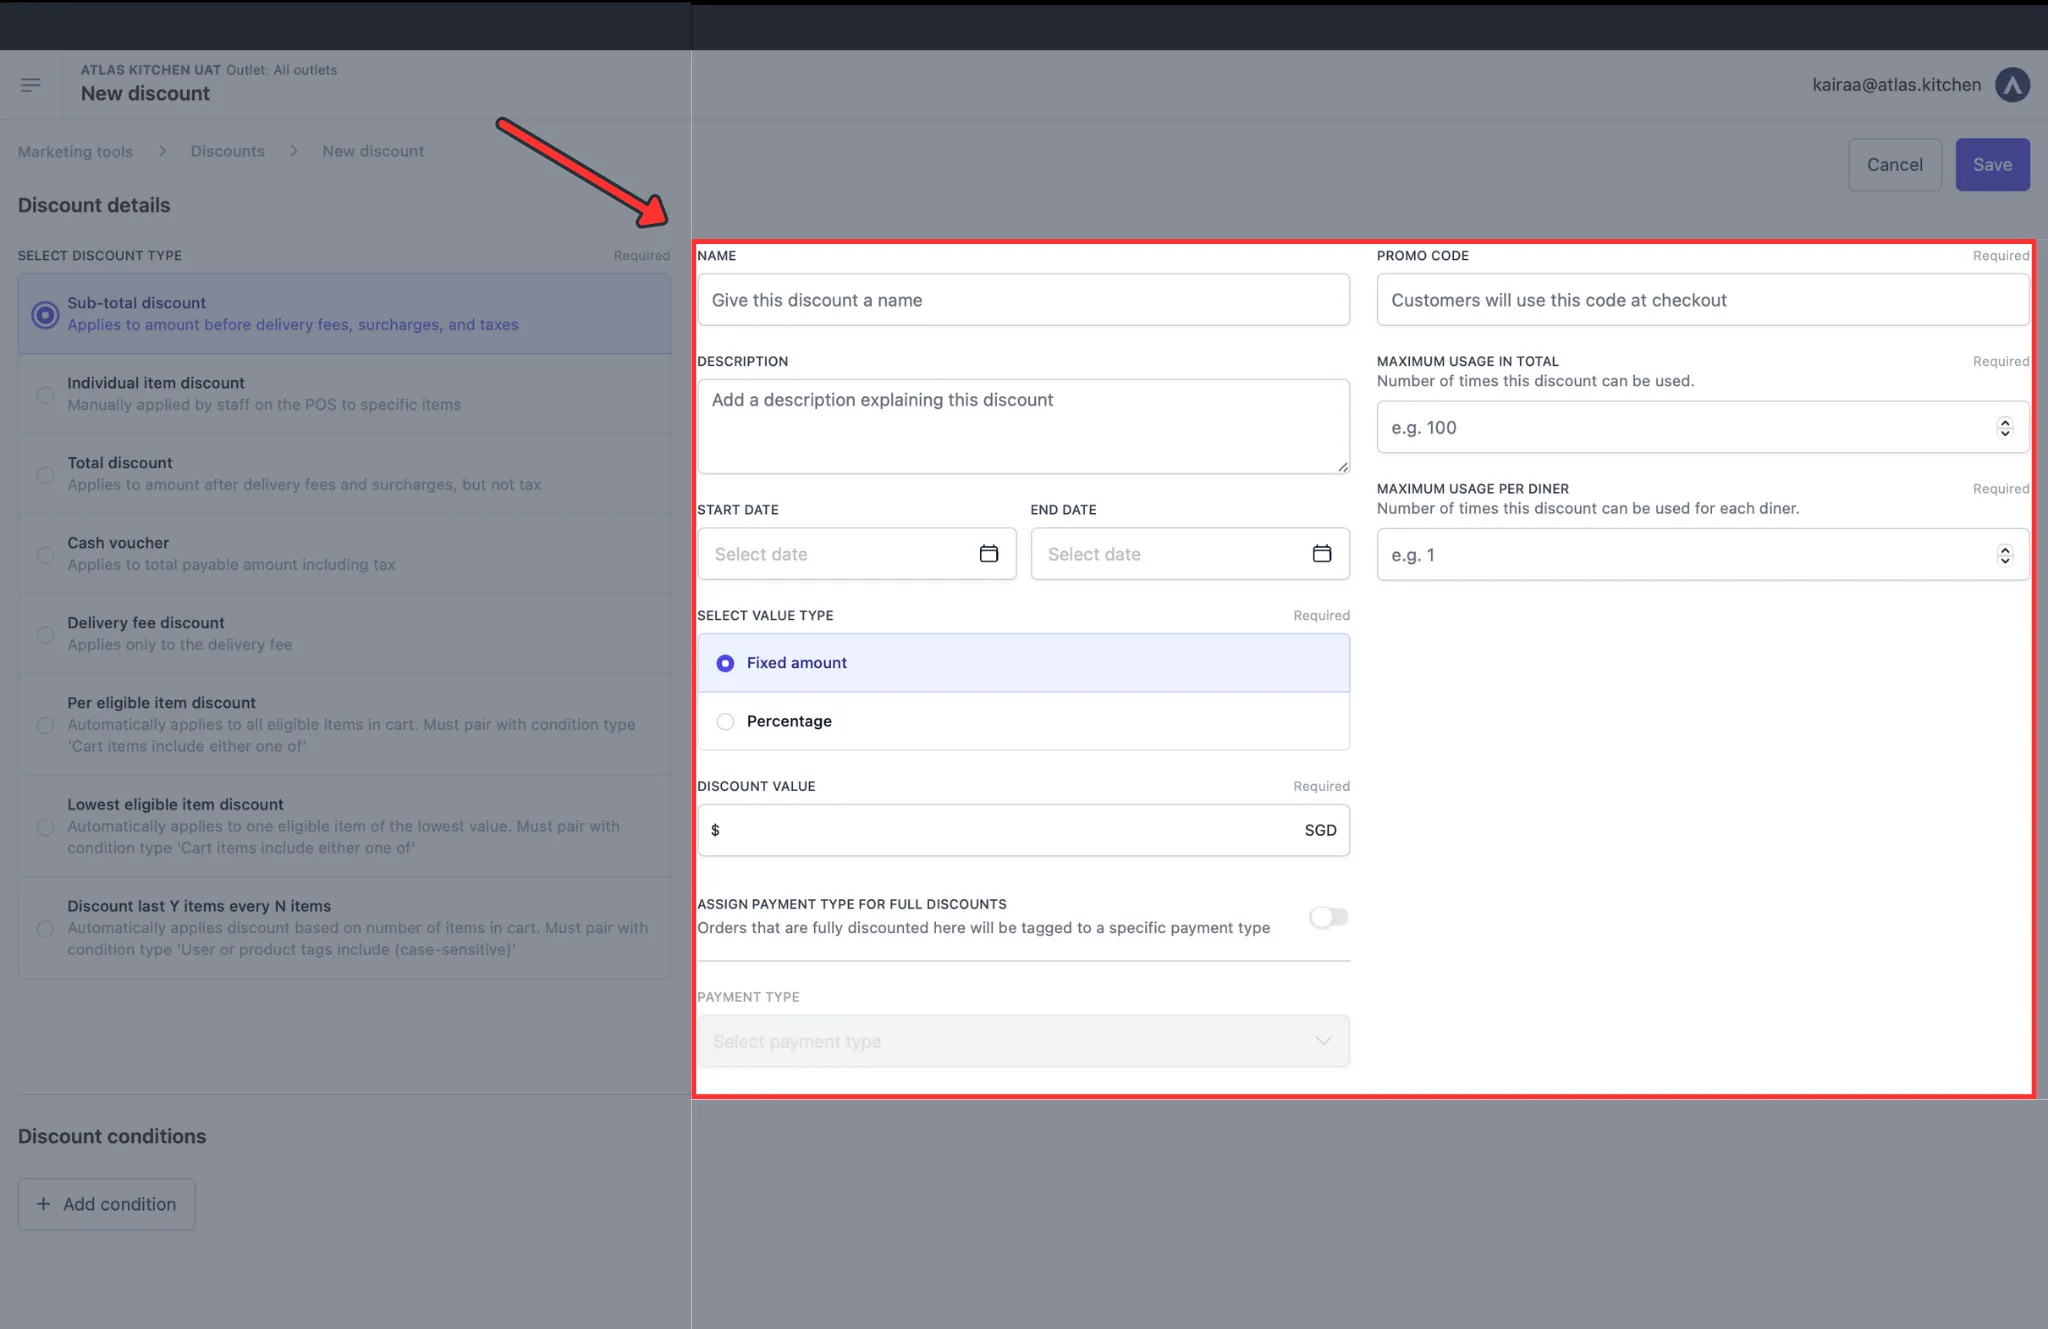 ATLAS KITCHEN UAT Outlet: All outlets
New discount
kairaa@atlas.kitchen
Marketing tools > Discounts > New discount
Cancel
Save
Discount details
SELECT DISCOUNT TYPE Required
Sub-total discount
Applies to amount before delivery fees, surcharges, and taxes
Individual item discount
Manually applied by staff on the POS to specific items
Total discount
Applies to amount after delivery fees and surcharges, but not tax
Cash voucher
Applies to total payable amount including tax
Delivery fee discount
Applies only to the delivery fee
Per eligible item discount
Automatically applies to all eligible items in cart. Must pair with condition type
'Cart items include either one of'
Lowest eligible item discount
Automatically applies to one eligible item of the lowest value. Must pair with
condition type 'Cart items include either one of'
Discount last Y items every N items
Automatically applies discount based on number of items in cart. Must pair with
condition type 'User or product tags include (case-sensitive)'
NAME
Give this discount a name
DESCRIPTION
Add a description explaining this discount
START DATE
Select date
END DATE
Select date
SELECT VALUE TYPE Required
Fixed amount
Percentage
DISCOUNT VALUE Required
$ SGD
ASSIGN PAYMENT TYPE FOR FULL DISCOUNTS
Orders that are fully discounted here will be tagged to a specific payment type
PAYMENT TYPE
Select payment type
PROMO CODE Required
Customers will use this code at checkout
MAXIMUM USAGE IN TOTAL Required
Number of times this discount can be used.
e.g. 100
MAXIMUM USAGE PER DINER Required
Number of times this discount can be used for each diner.
e.g. 1
Discount conditions
+ Add condition